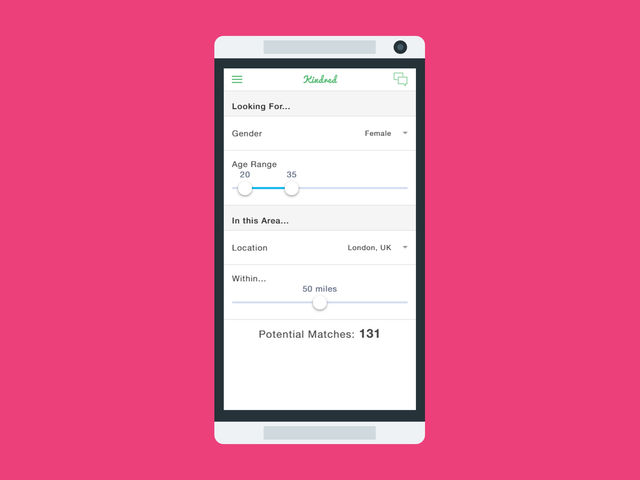 Kindred
Looking For...
Gender Female
Age Range
20 35
In this Area...
Location London, UK
Within...
50 miles
Potential Matches: 131